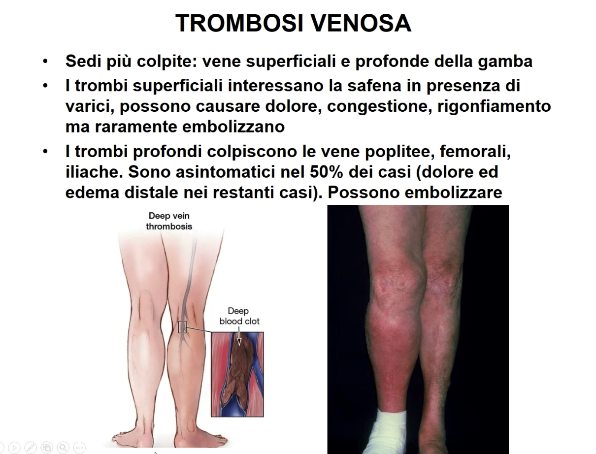 TROMBOSI VENOSA
• Sedi più colpite: vene superficiali e profonde della gamba
• I trombi superficiali interessano la safena in presenza di
varici, possono causare dolore, congestione, rigonfiamento
ma raramente embolizzano
• I trombi profondi colpiscono le vene poplitee, femorali,
iliache. Sono asintomatici nel 50% dei casi (dolore ed
edema distale nei restanti casi). Possono embolizzare
Deep vein
thrombosis
Deep
blood clot